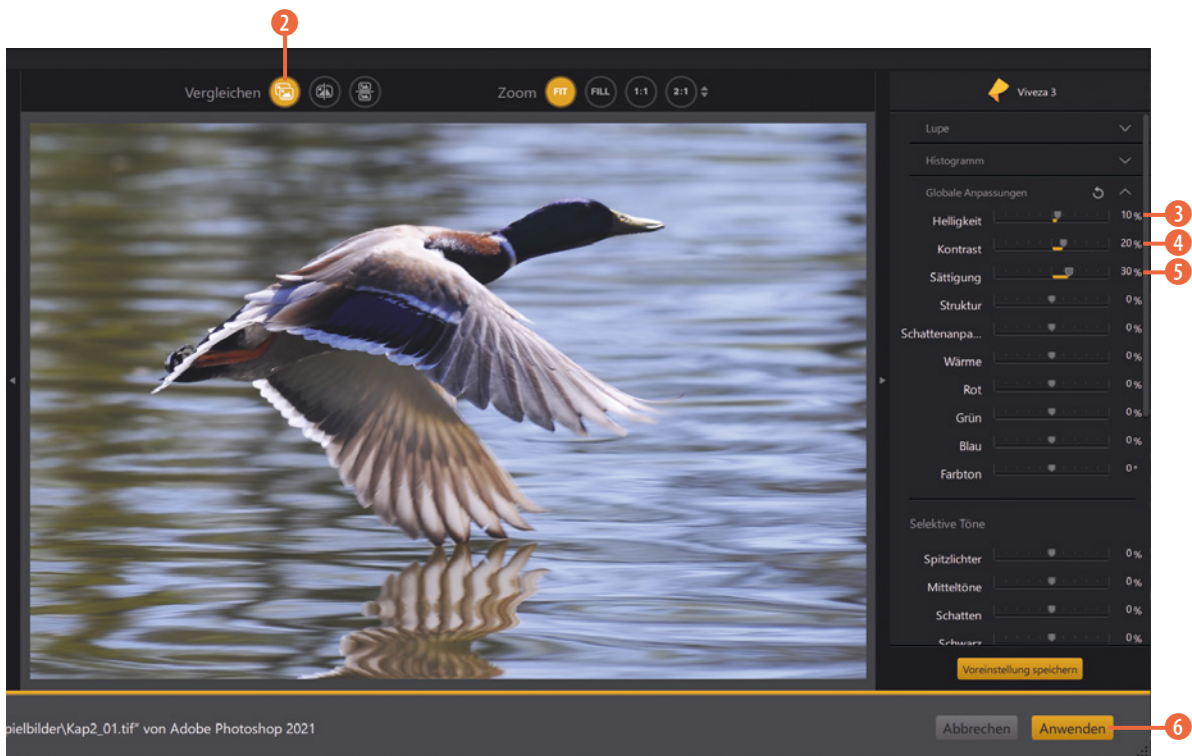 2
Vergleichen Zoom FIT FILL 1:1 2:1
Viveza 3
Lupe
Histogramm
Globale Anpassungen
Helligkeit 10 % 3
Kontrast 20 % 4
Sättigung 30 % 5
Struktur 0 %
Schattenanpa... 0 %
Wärme 0 %
Rot 0 %
Grün 0 %
Blau 0 %
Farbton 0 °
Selektive Töne
Spitzlichter 0 %
Mitteltöne 0 %
Schatten 0 %
Schwarz 0 %
Voreinstellung speichern
pielbilder\Kap2_01.tif" von Adobe Photoshop 2021
Abbrechen Anwenden 6